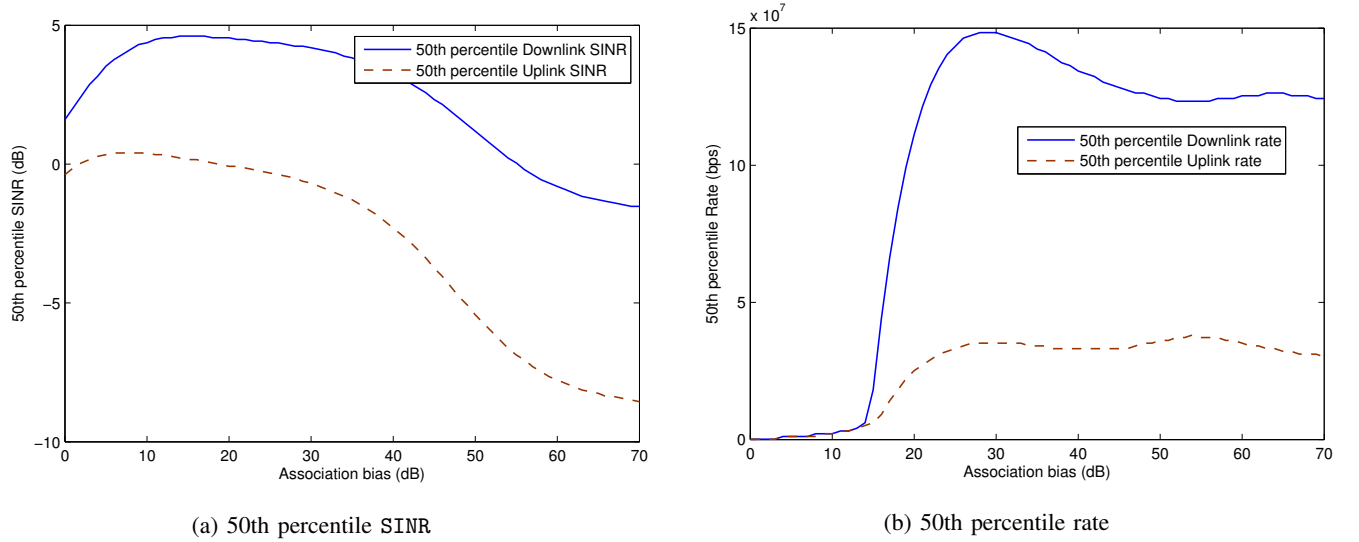 5
0
−5
−10
50th percentile SINR (dB)
50th percentile Downlink SINR
50th percentile Uplink SINR
0
10
20
30
40
50
60
70
Association bias (dB)
(a) 50th percentile SINR
15 x 10^7
10
5
0
50th percentile Rate (bps)
50th percentile Downlink rate
50th percentile Uplink rate
0
10
20
30
40
50
60
70
Association bias (dB)
(b) 50th percentile rate